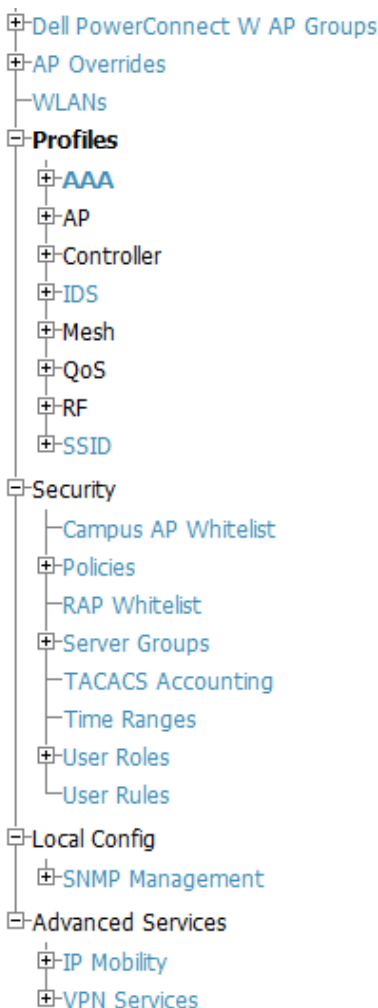 Dell PowerConnect W AP Groups
AP Overrides
WLANs
Profiles
AAA
AP
Controller
IDS
Mesh
QoS
RF
SSID
Security
Campus AP Whitelist
Policies
RAP Whitelist
Server Groups
TACACS Accounting
Time Ranges
User Roles
User Rules
Local Config
SNMP Management
Advanced Services
IP Mobility
VPN Services